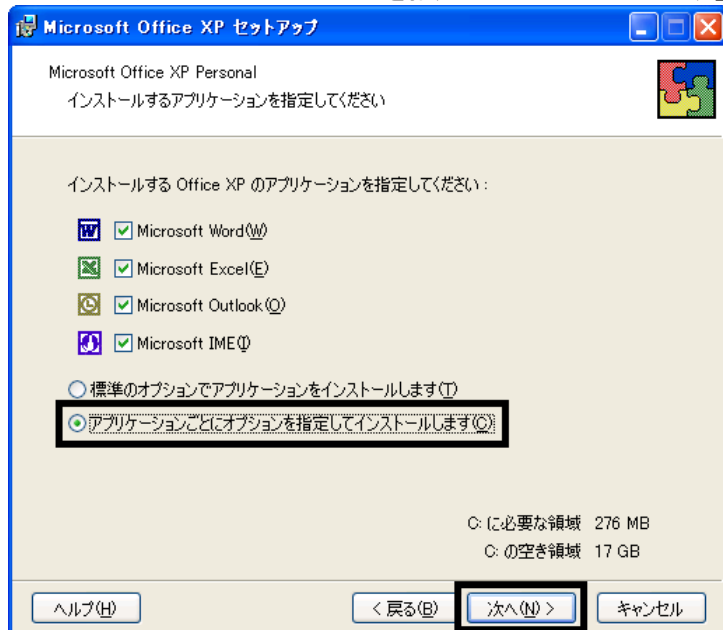 Microsoft Office XP セットアップ
Microsoft Office XP Personal
インストールするアプリケーションを指定してください
インストールする Office XP のアプリケーションを指定してください：
Microsoft Word(W)
Microsoft Excel(E)
Microsoft Outlook(O)
Microsoft IME(I)
標準のオプションでアプリケーションをインストールします(T)
アプリケーションごとにオプションを指定してインストールします(C)
C: に必要な領域 276 MB
C: の空き領域 17 GB
ヘルプ(H) < 戻る(B) 次へ(N) > キャンセル